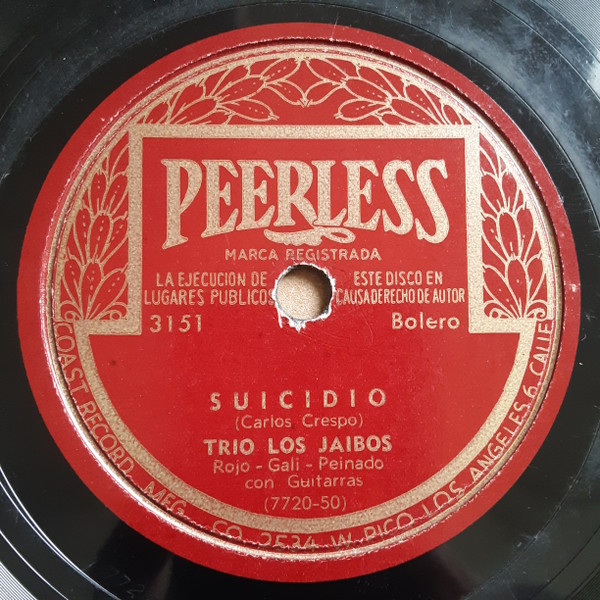 PEERLESS
MARCA REGISTRADA
LA EJECUCION DE
LUGARES PUBLICOS
ESTE DISCO EN
CAUSA DERECHO DE AUTOR
3151
Bolero
SUICIDIO
(Carlos Crespo)
TRIO LOS JAIBOS
Rojo - Gali - Peinado
con Guitarras
(7720-50)
COAST RECORD MFG. CO. 2534 W. PICO LOS ANGELES 6, CALIF